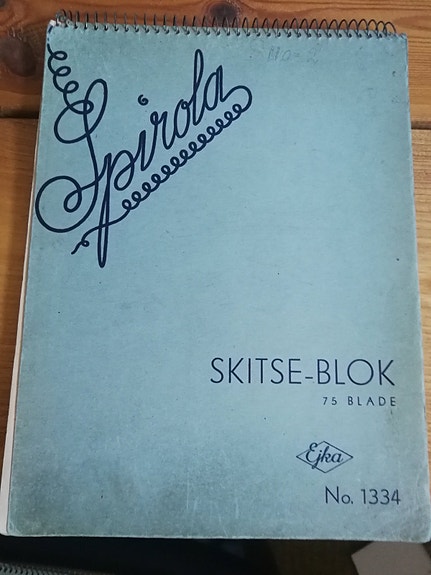 Spirola
SKITSE-BLOK
75 BLADE
Ejka
No. 1334